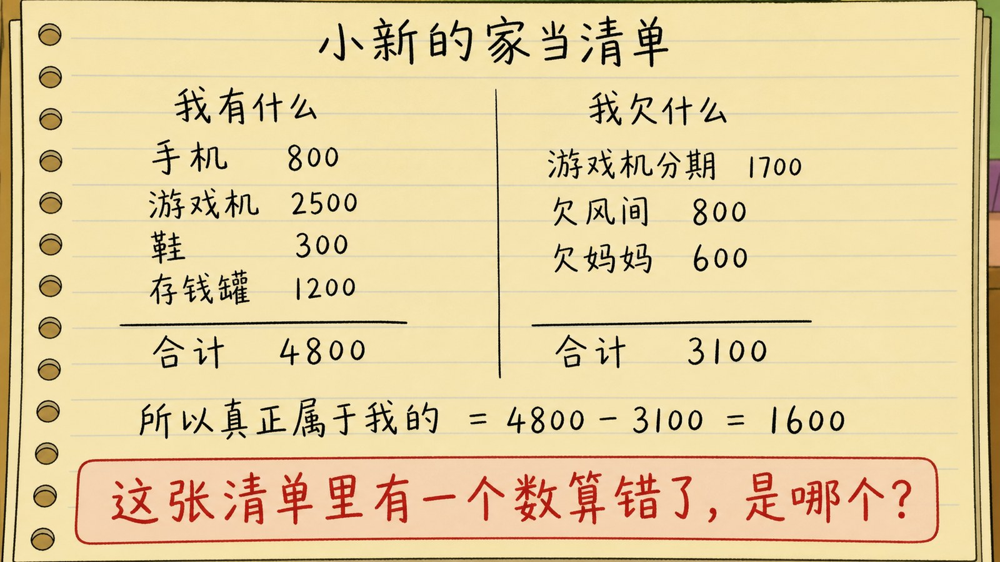 小新的家当清单
我有什么
手机 800
游戏机 2500
鞋 300
存钱罐 1200
合计 4800
我欠什么
游戏机分期 1700
欠风间 800
欠妈妈 600
合计 3100
所以真正属于我的 = 4800 - 3100 = 1600
这张清单里有一个数算错了，是哪个？